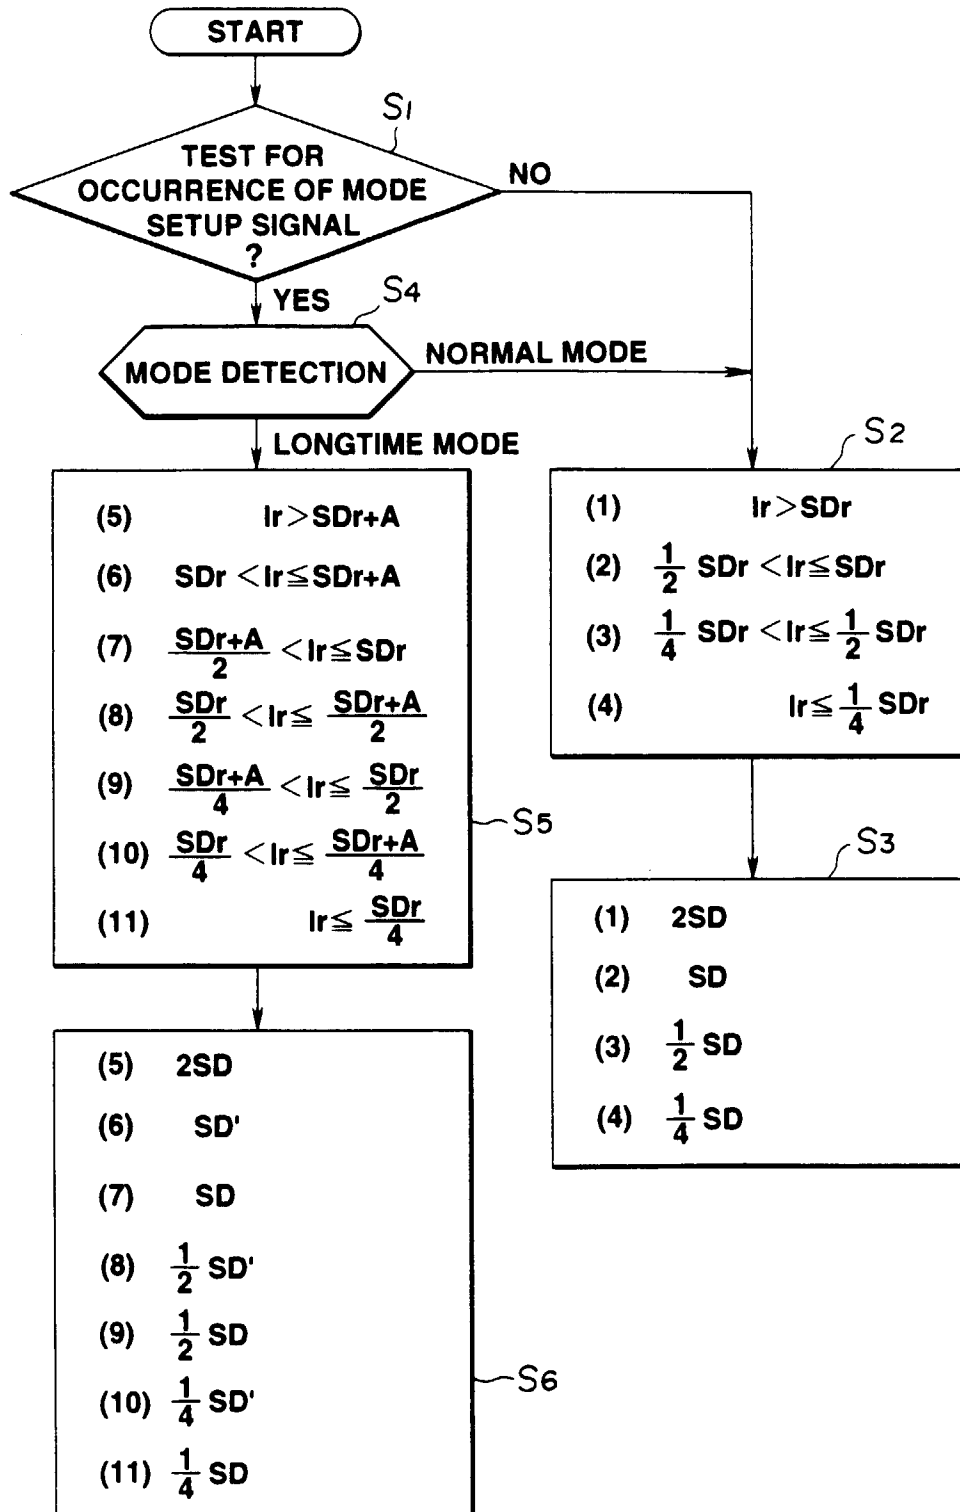 START
S1
TEST FOR
OCCURRENCE OF MODE
SETUP SIGNAL
?
NO
YES
S4
MODE DETECTION
NORMAL MODE
LONGTIME MODE
S2
(1) Ir > SDr
(2) 1/2 SDr < Ir ≦ SDr
(3) 1/4 SDr < Ir ≦ 1/2 SDr
(4) Ir ≦ 1/4 SDr
(5) Ir > SDr+A
(6) SDr < Ir ≦ SDr+A
(7) SDr+A/2 < Ir ≦ SDr
(8) SDr/2 < Ir ≦ SDr+A/2
(9) SDr+A/4 < Ir ≦ SDr/2
(10) SDr/4 < Ir ≦ SDr+A/4
(11) Ir ≦ SDr/4
S5
S3
(1) 2SD
(2) SD
(3) 1/2 SD
(4) 1/4 SD
(5) 2SD
(6) SD'
(7) SD
(8) 1/2 SD'
(9) 1/2 SD
(10) 1/4 SD'
(11) 1/4 SD
S6